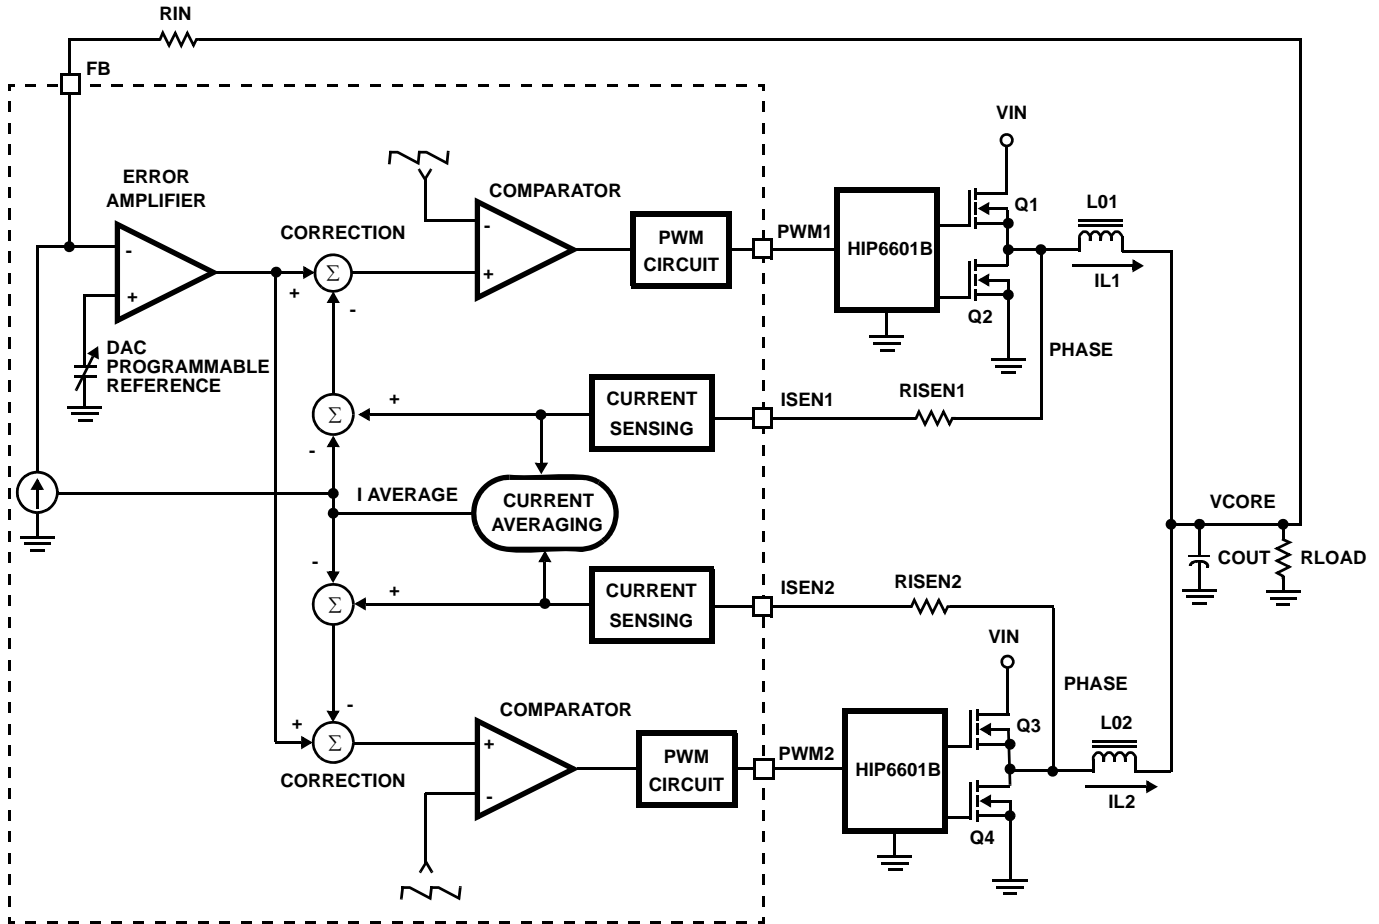 RIN
FB
VIN
ERROR
AMPLIFIER
COMPARATOR
L01
Q1
CORRECTION
PWM
CIRCUIT
PWM1
HIP6601B
-
-
Σ
+
+
+
-
IL1
Q2
DAC
PROGRAMMABLE
REFERENCE
PHASE
CURRENT
SENSING
ISEN1
RISEN1
+
Σ
-
I AVERAGE
CURRENT
AVERAGING
VCORE
COUT
RLOAD
-
+
Σ
CURRENT
SENSING
ISEN2
RISEN2
VIN
PHASE
-
COMPARATOR
L02
Q3
+
Σ
+
-
PWM
CIRCUIT
PWM2
HIP6601B
CORRECTION
IL2
Q4